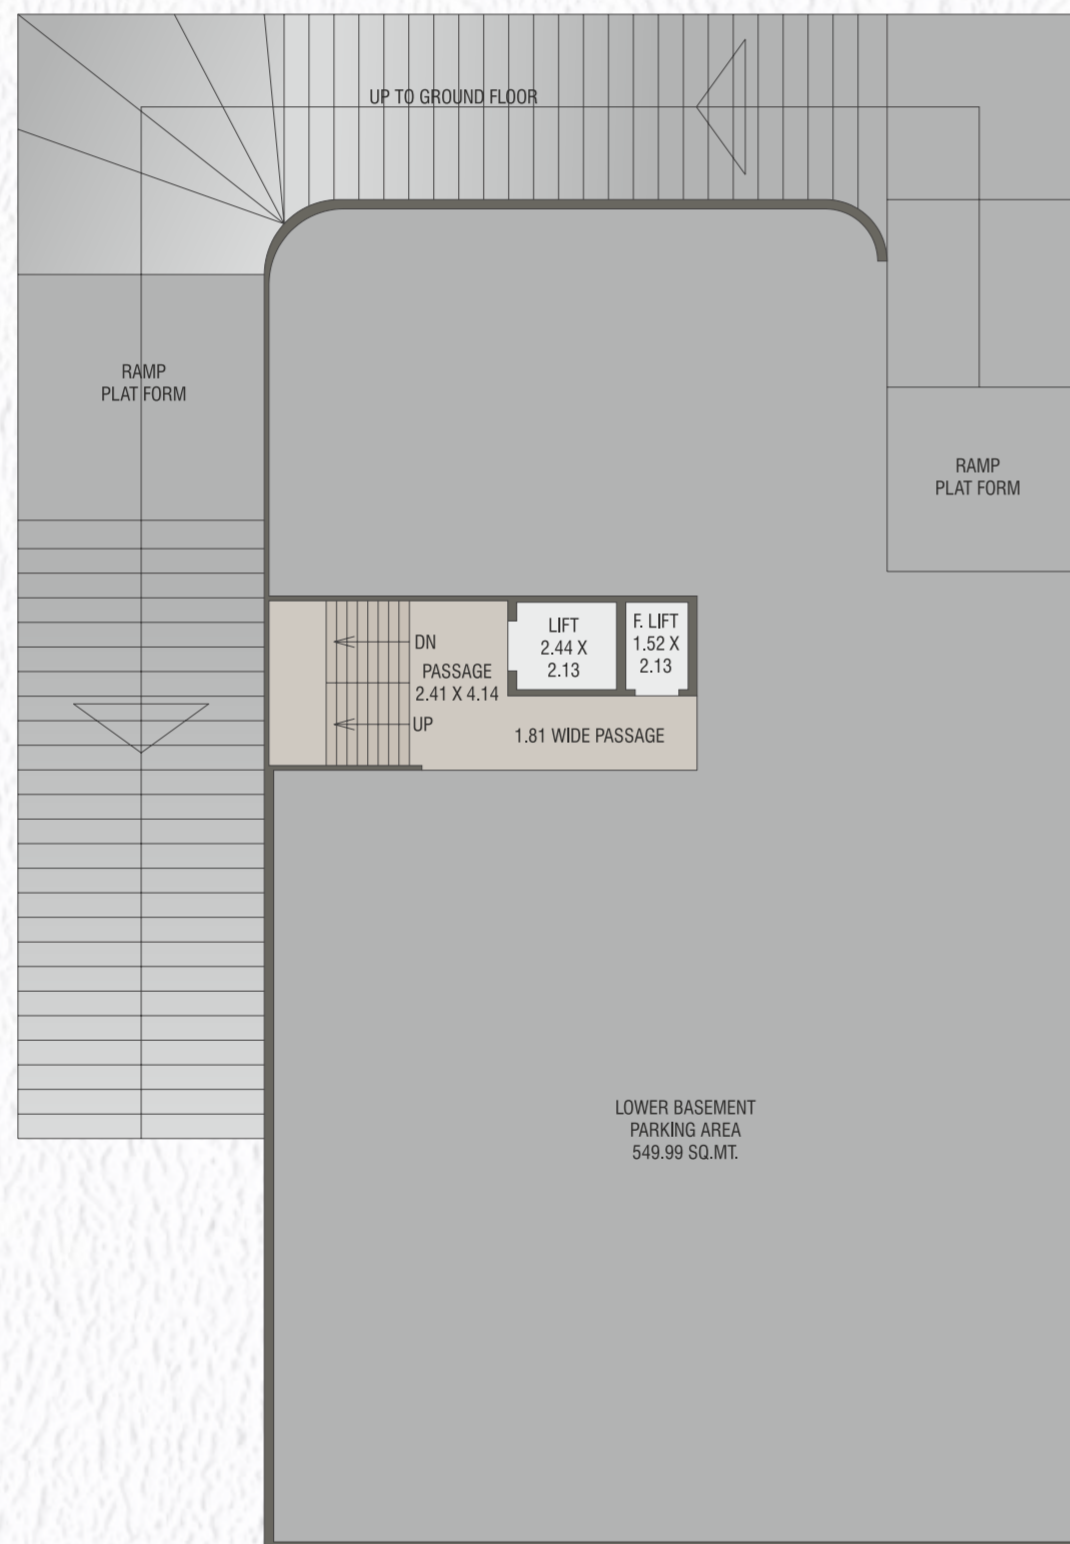 UP TO GROUND FLOOR
RAMP
PLAT FORM
RAMP
PLAT FORM
DN
PASSAGE
2.41 X 4.14
UP
LIFT
2.44 X
2.13
F. LIFT
1.52 X
2.13
1.81 WIDE PASSAGE
LOWER BASEMENT
PARKING AREA
549.99 SQ.MT.